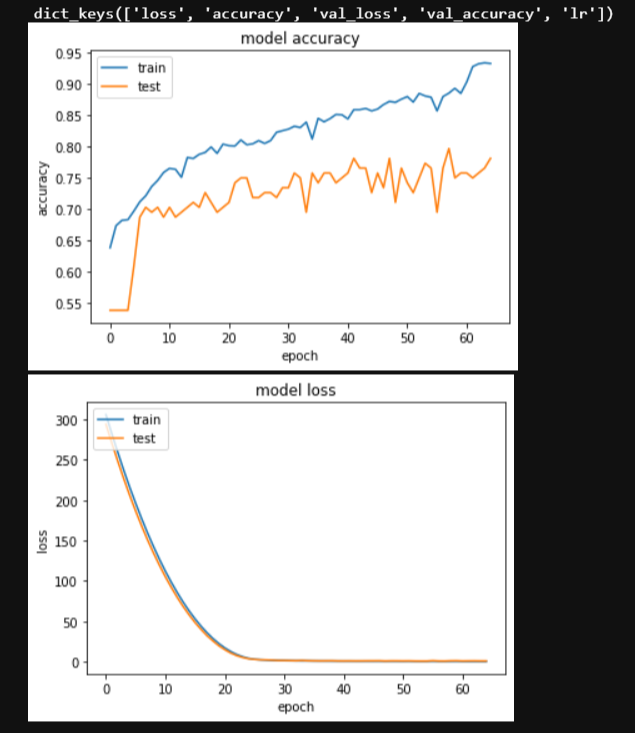 dict_keys(['loss', 'accuracy', 'val_loss', 'val_accuracy', 'lr'])
model accuracy
train
test
0.95
0.90
0.85
0.80
0.75
0.70
0.65
0.60
0.55
accuracy
0 10 20 30 40 50 60
epoch
model loss
train
test
300
250
200
150
100
50
0
loss
0 10 20 30 40 50 60
epoch